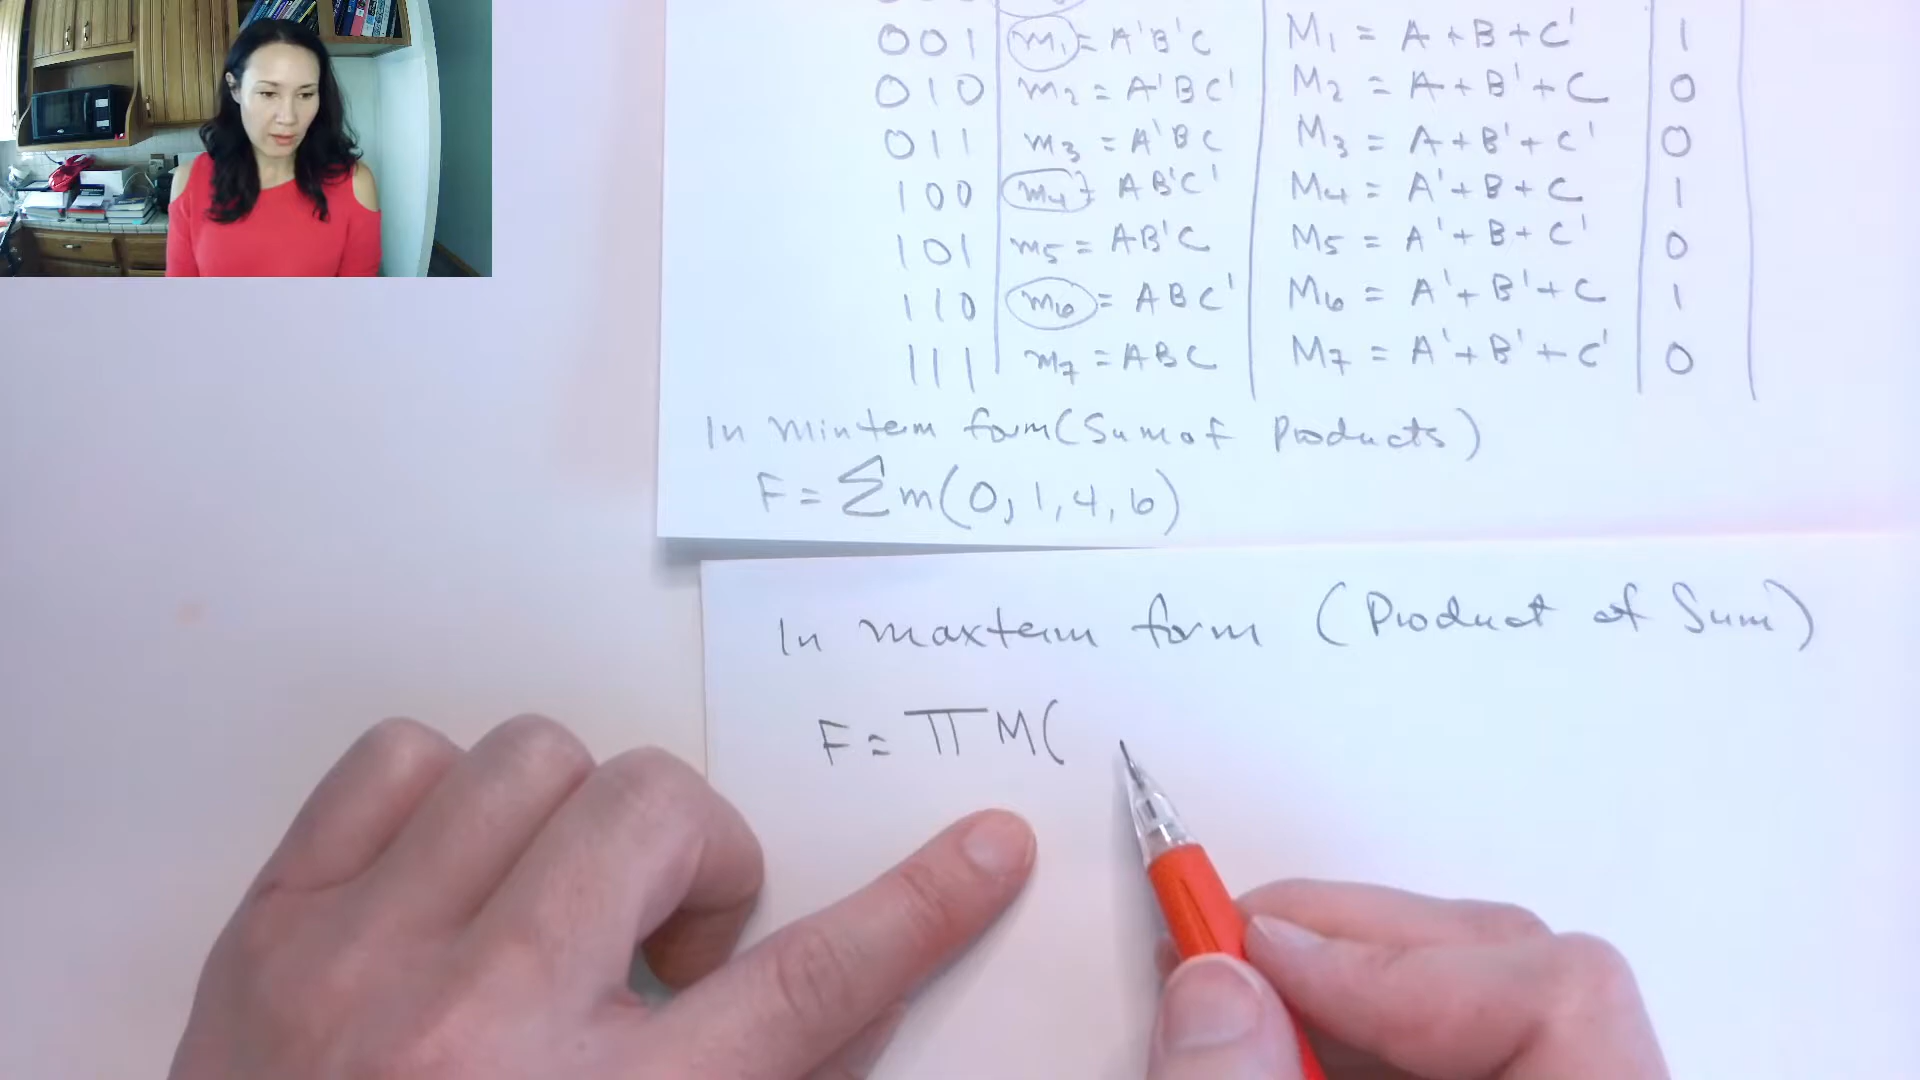 001 m1 = A'B'C M1 = A+B+C' 1
010 m2 = A'BC' M2 = A+B'+C 0
011 m3 = A'BC M3 = A+B'+C' 0
100 m4 = AB'C' M4 = A'+B+C 1
101 m5 = AB'C M5 = A'+B+C' 0
110 m6 = ABC' M6 = A'+B'+C 1
111 m7 = ABC M7 = A'+B'+C' 0
In Mintem form (Sum of Products)
F = Σm(0, 1, 4, 6)
In maxterm form (Product of Sum)
F = ΠM(